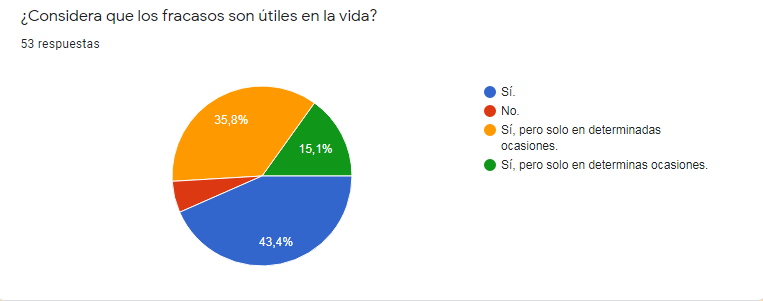 ¿Considera que los fracasos son útiles en la vida?
53 respuestas
35,8%
15,1%
43,4%
Sí.
No.
Sí, pero solo en determinadas
ocasiones.
Sí, pero solo en determinas ocasiones.